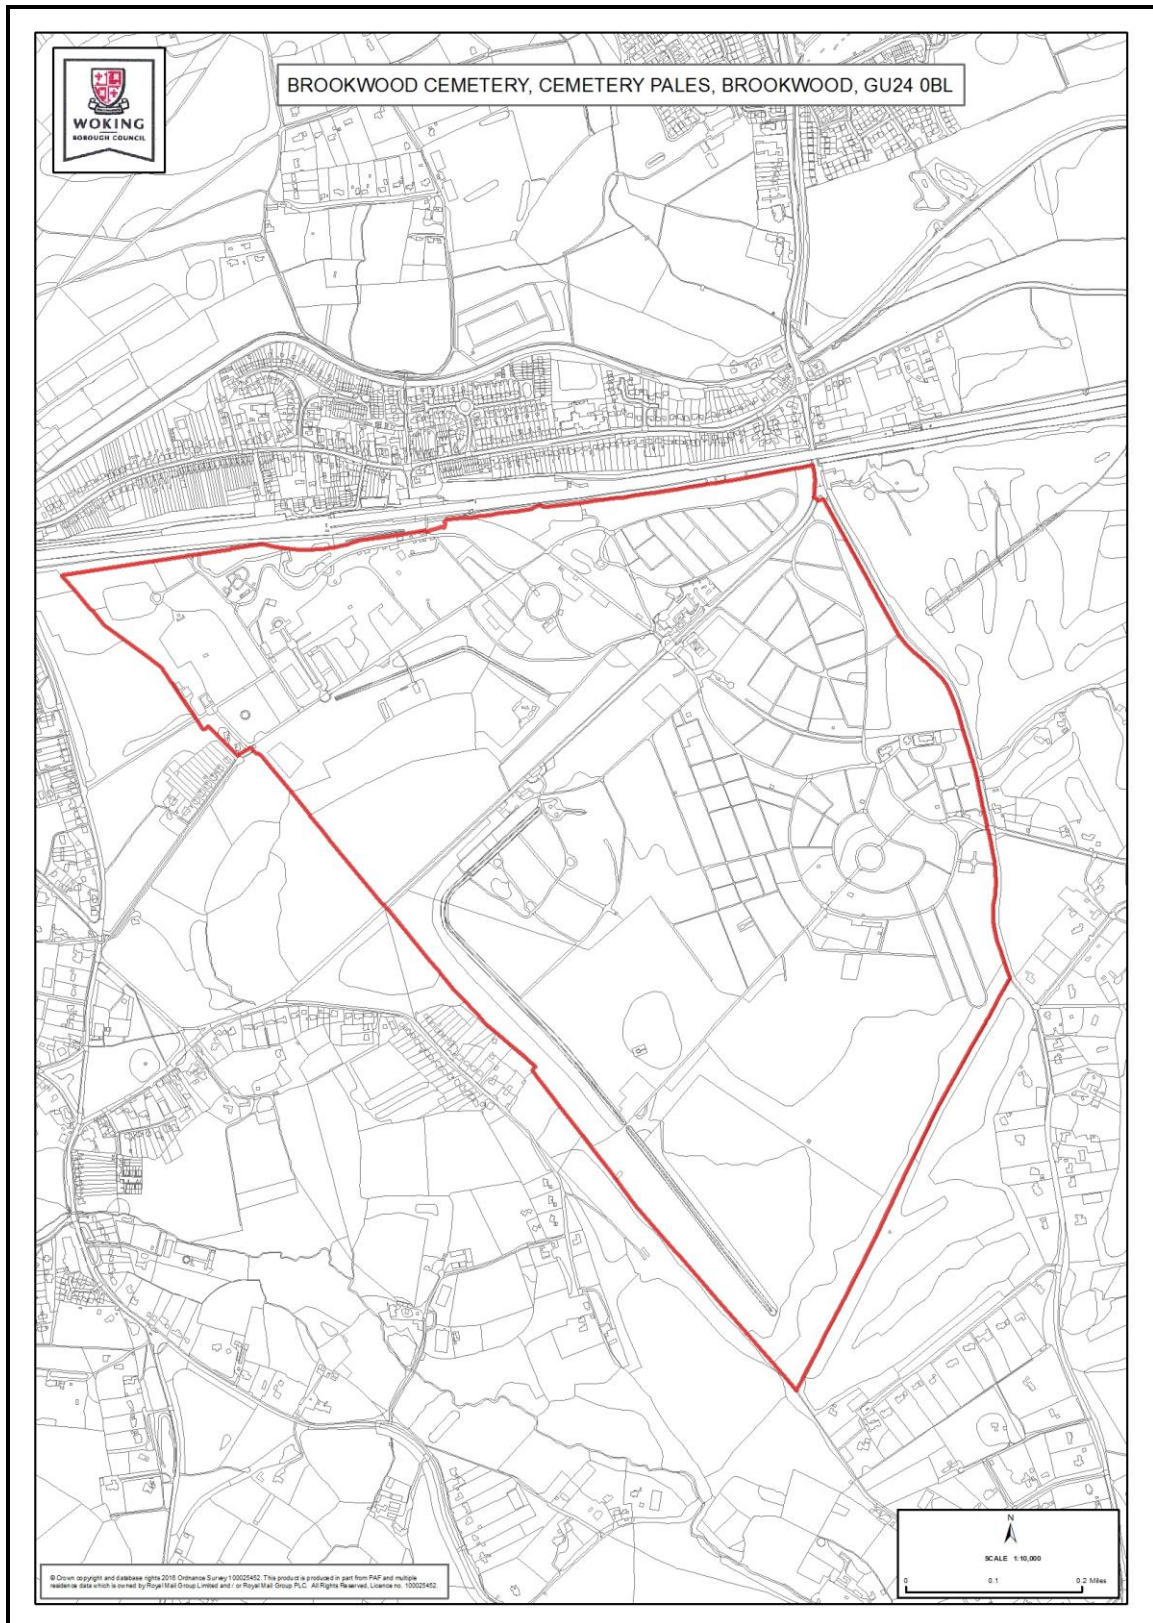 WOKING
BOROUGH COUNCIL
BROOKWOOD CEMETERY, CEMETERY PALES, BROOKWOOD, GU24 0BL
N
SCALE 1:10,000
0 0.1 0.2 Miles
© Crown copyright and database rights 2016 Ordnance Survey 100025452. This product is produced in part from PAF and multiple
residence data which is owned by Royal Mail Group Limited and / or Royal Mail Group PLC. All Rights Reserved, Licence no. 100025452.